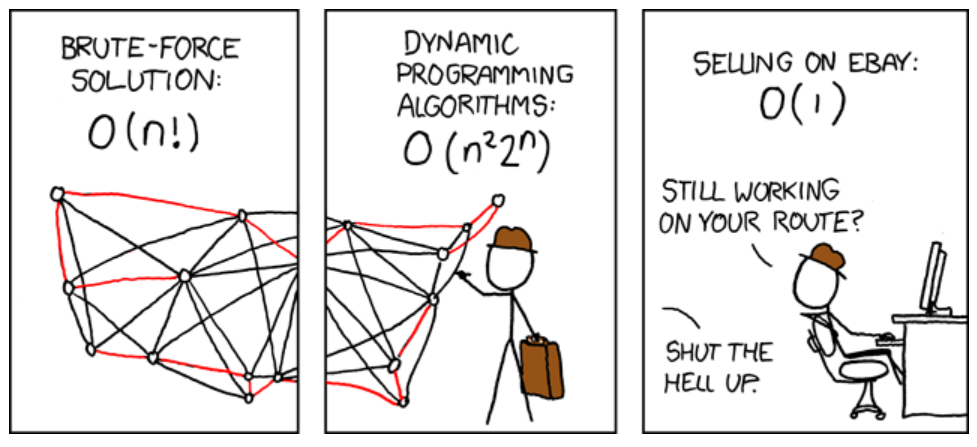 BRUTE-FORCE
SOLUTION:
O(n!)
DYNAMIC
PROGRAMMING
ALGORITHMS:
O(n²2ⁿ)
SELLING ON EBAY:
O(1)
STILL WORKING
ON YOUR ROUTE?
SHUT THE
HELL UP.